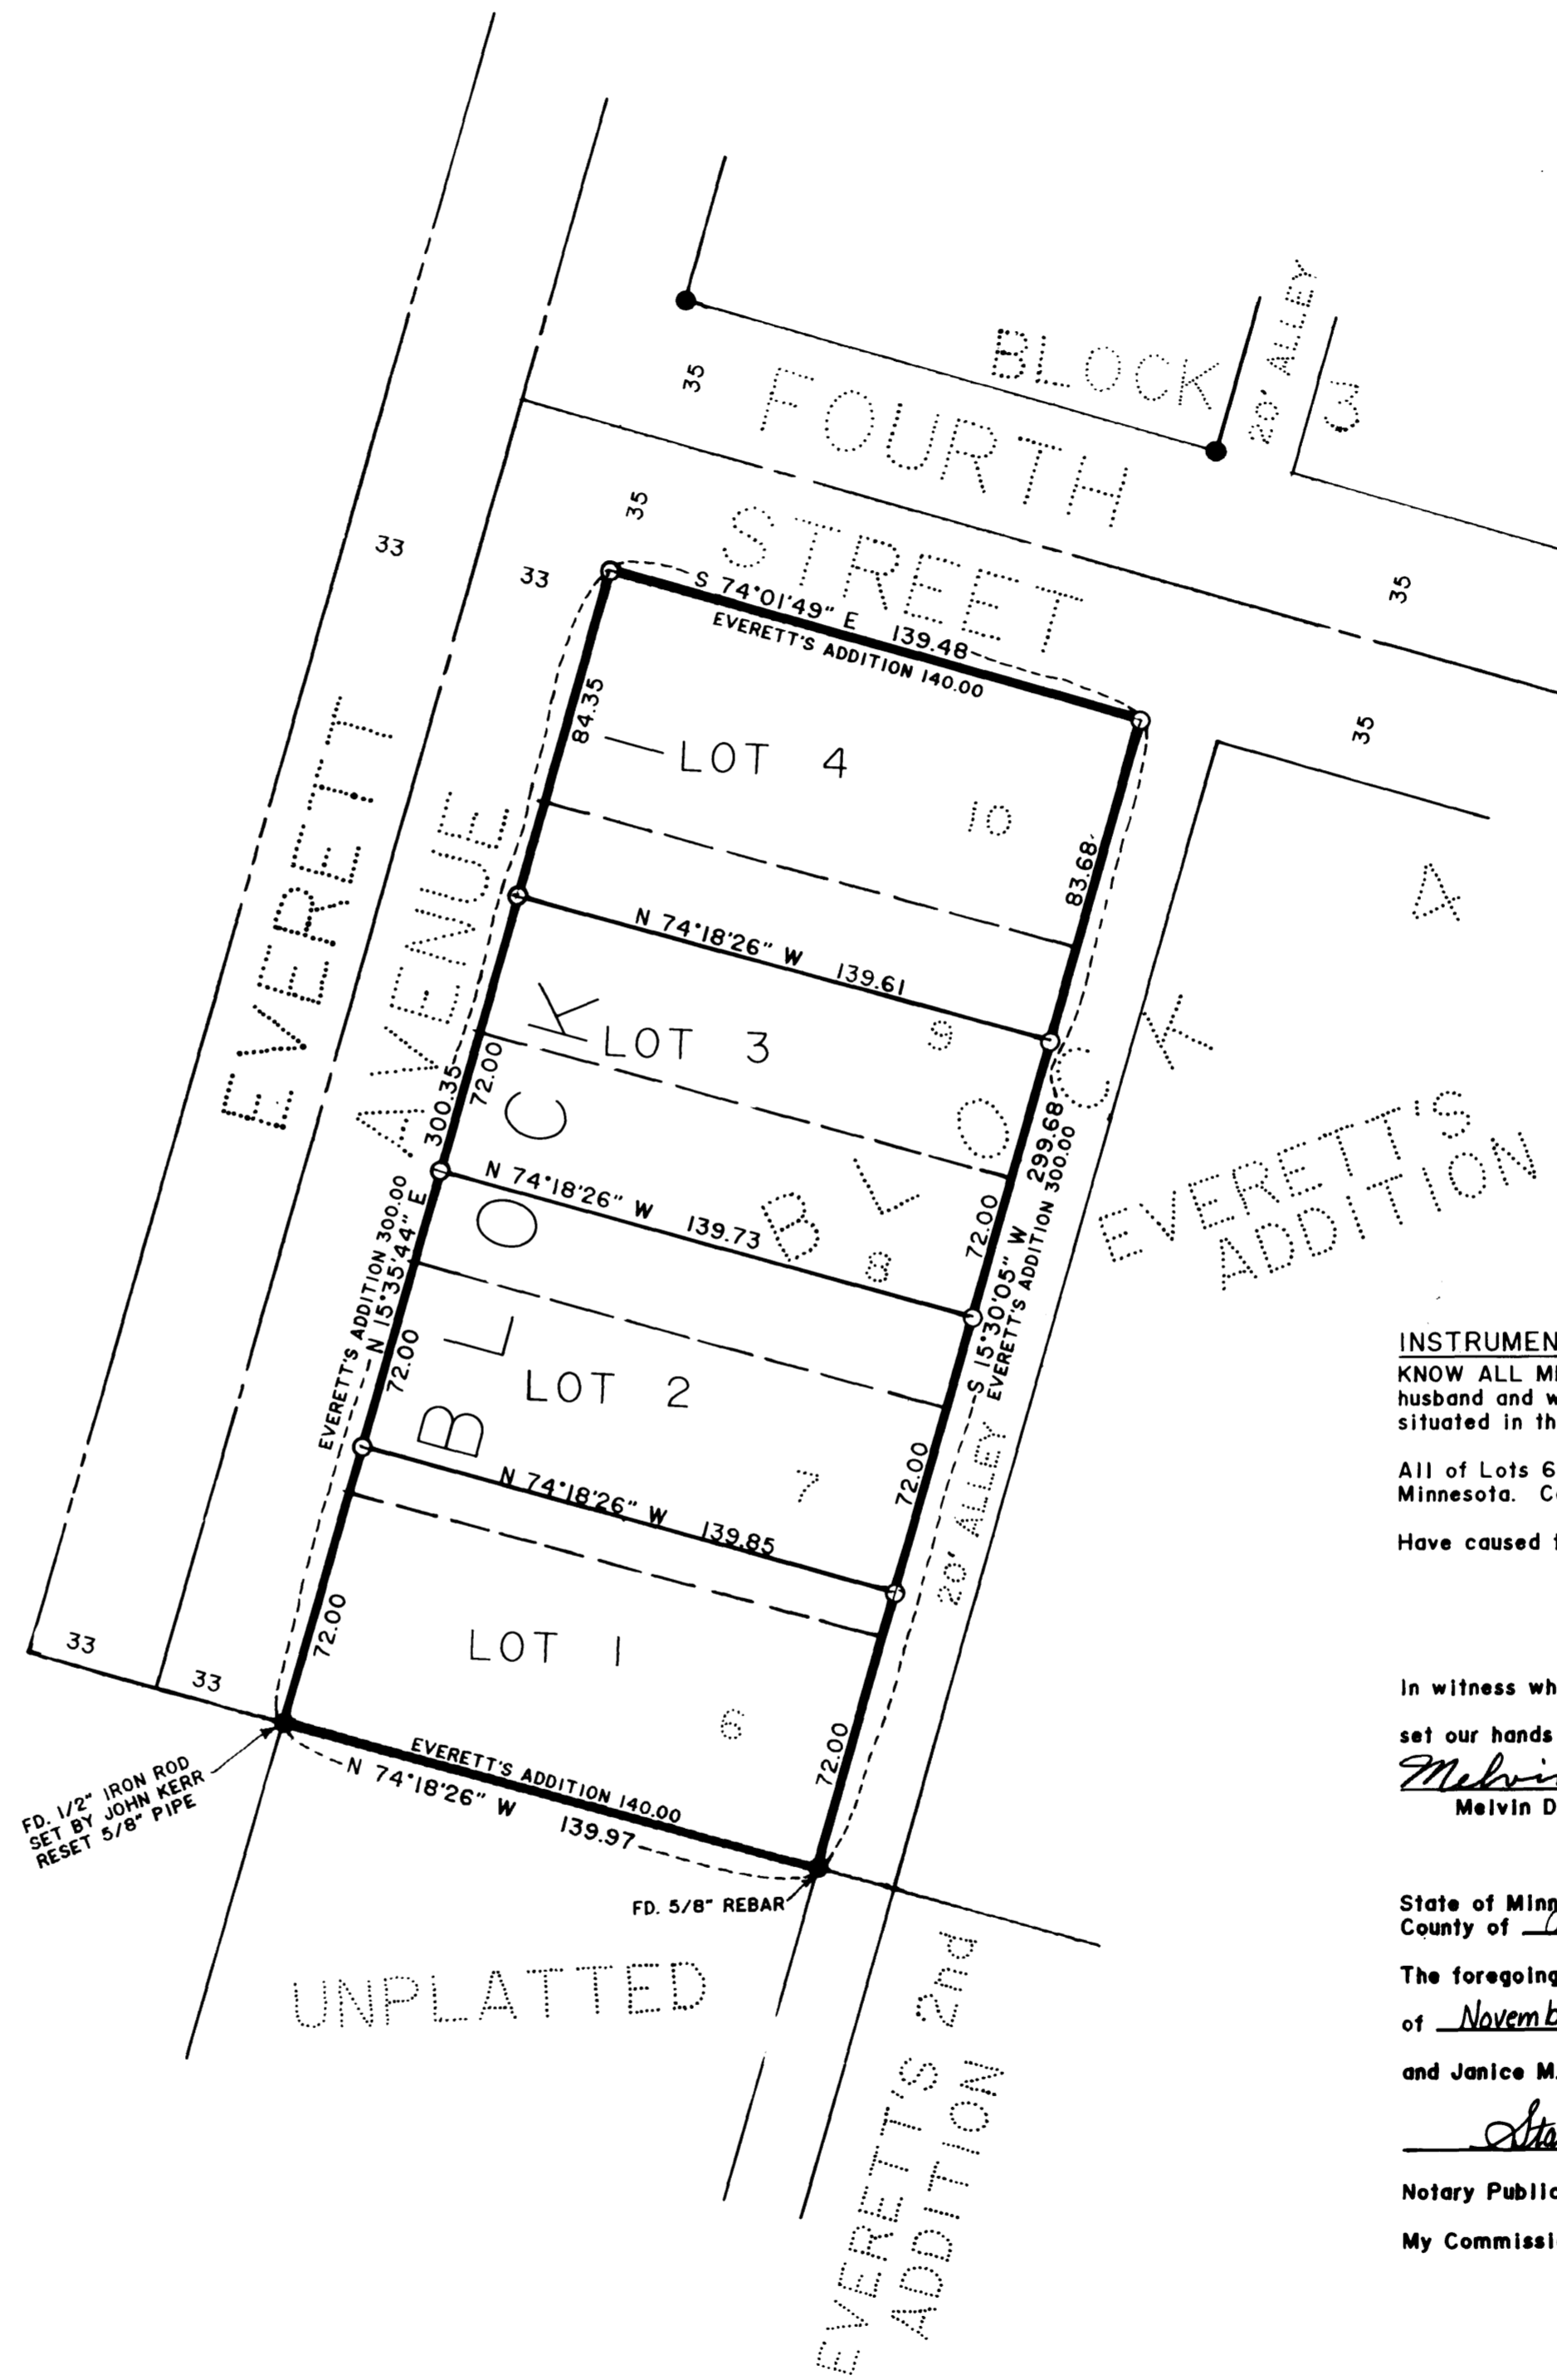 BLOCK 3
20' ALLEY
35
FOURTH
STREET
35
33
33
35
35
S 74°01'49" E 139.48
EVERETT'S ADDITION 140.00
84.35
LOT 4
10
83.68
4
EVERETT
AVENUE
N 74°18'26" W 139.61
BLOCK
LOT 3
9
72.00
300.35
EVERETT'S ADDITION 300.00
N 15°35'44" E
BLOCK
299.68
S 15°30'05" W
EVERETT'S ADDITION 300.00
72.00
EVERETT'S
ADDITION
N 74°18'26" W 139.73
8
72.00
LOT 2
7
72.00
20' ALLEY
N 74°18'26" W 139.85
72.00
LOT 1
6
72.00
33
33
EVERETT'S ADDITION 140.00
N 74°18'26" W 139.97
FD. 1/2" IRON ROD
SET BY JOHN KERR
RESET 5/8" PIPE
FD. 5/8" REBAR
UNPLATTED
EVERETT'S 2nd
ADDITION
INSTRUMEN
KNOW ALL M
husband and w
situated in th
All of Lots 6
Minnesota. C
Have caused
In witness wh
set our hands
Melvin
Melvin D
State of Minn
County of
The foregoing
of Novemb
and Janice M.
Sta
Notary Public
My Commissi